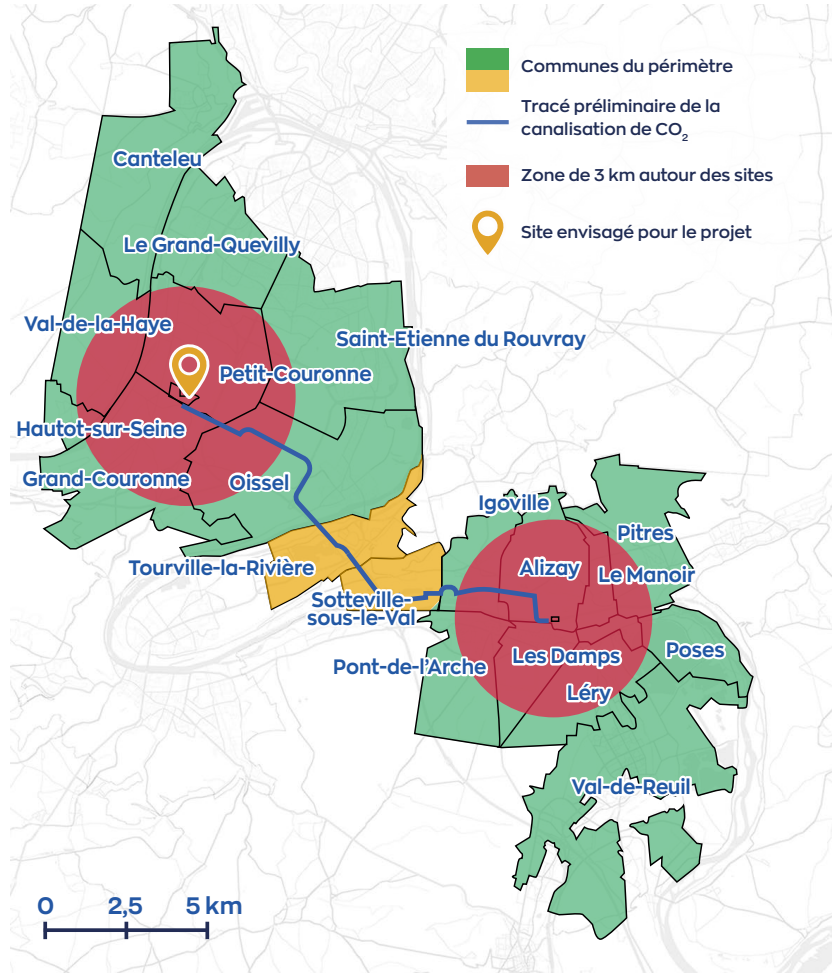 Communes du périmètre
Tracé préliminaire de la
canalisation de CO₂
Zone de 3 km autour des sites
Site envisagé pour le projet
Canteleu
Le Grand-Quevilly
Val-de-la-Haye
Saint-Etienne du Rouvray
Petit-Couronne
Hautot-sur-Seine
Grand-Couronne
Oissel
Igoville
Pitres
Tourville-la-Rivière
Alizay
Le Manoir
Sotteville-
sous-le-Val
Pont-de-l'Arche
Les Damps
Poses
Léry
Val-de-Reuil
0 2,5 5 km